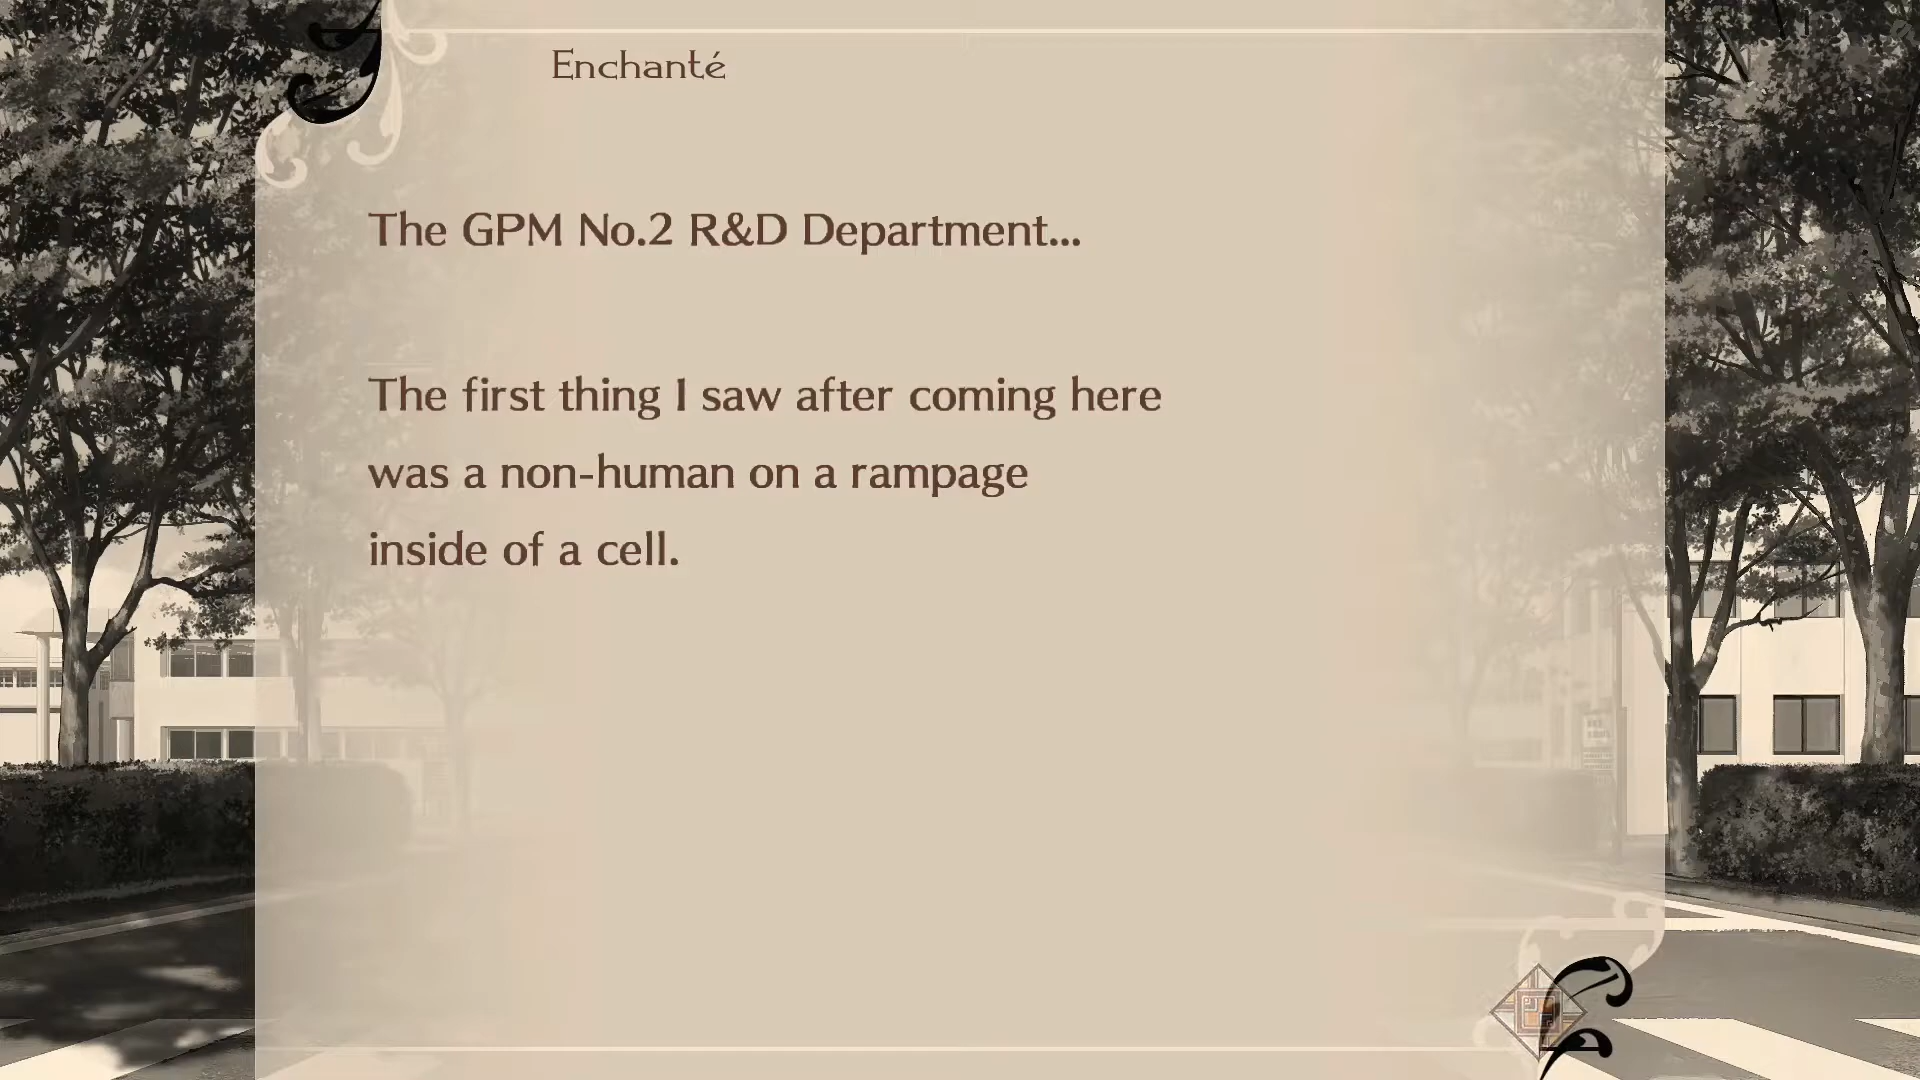 Enchanté
The GPM No.2 R&D Department...
The first thing I saw after coming here
was a non-human on a rampage
inside of a cell.